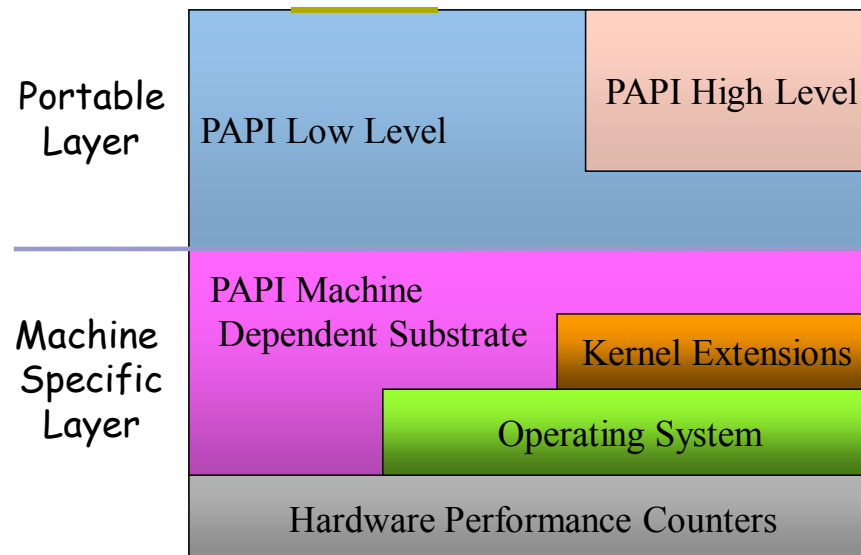 Portable
Layer
PAPI Low Level
PAPI High Level
Machine
Specific
Layer
PAPI Machine
Dependent Substrate
Kernel Extensions
Operating System
Hardware Performance Counters